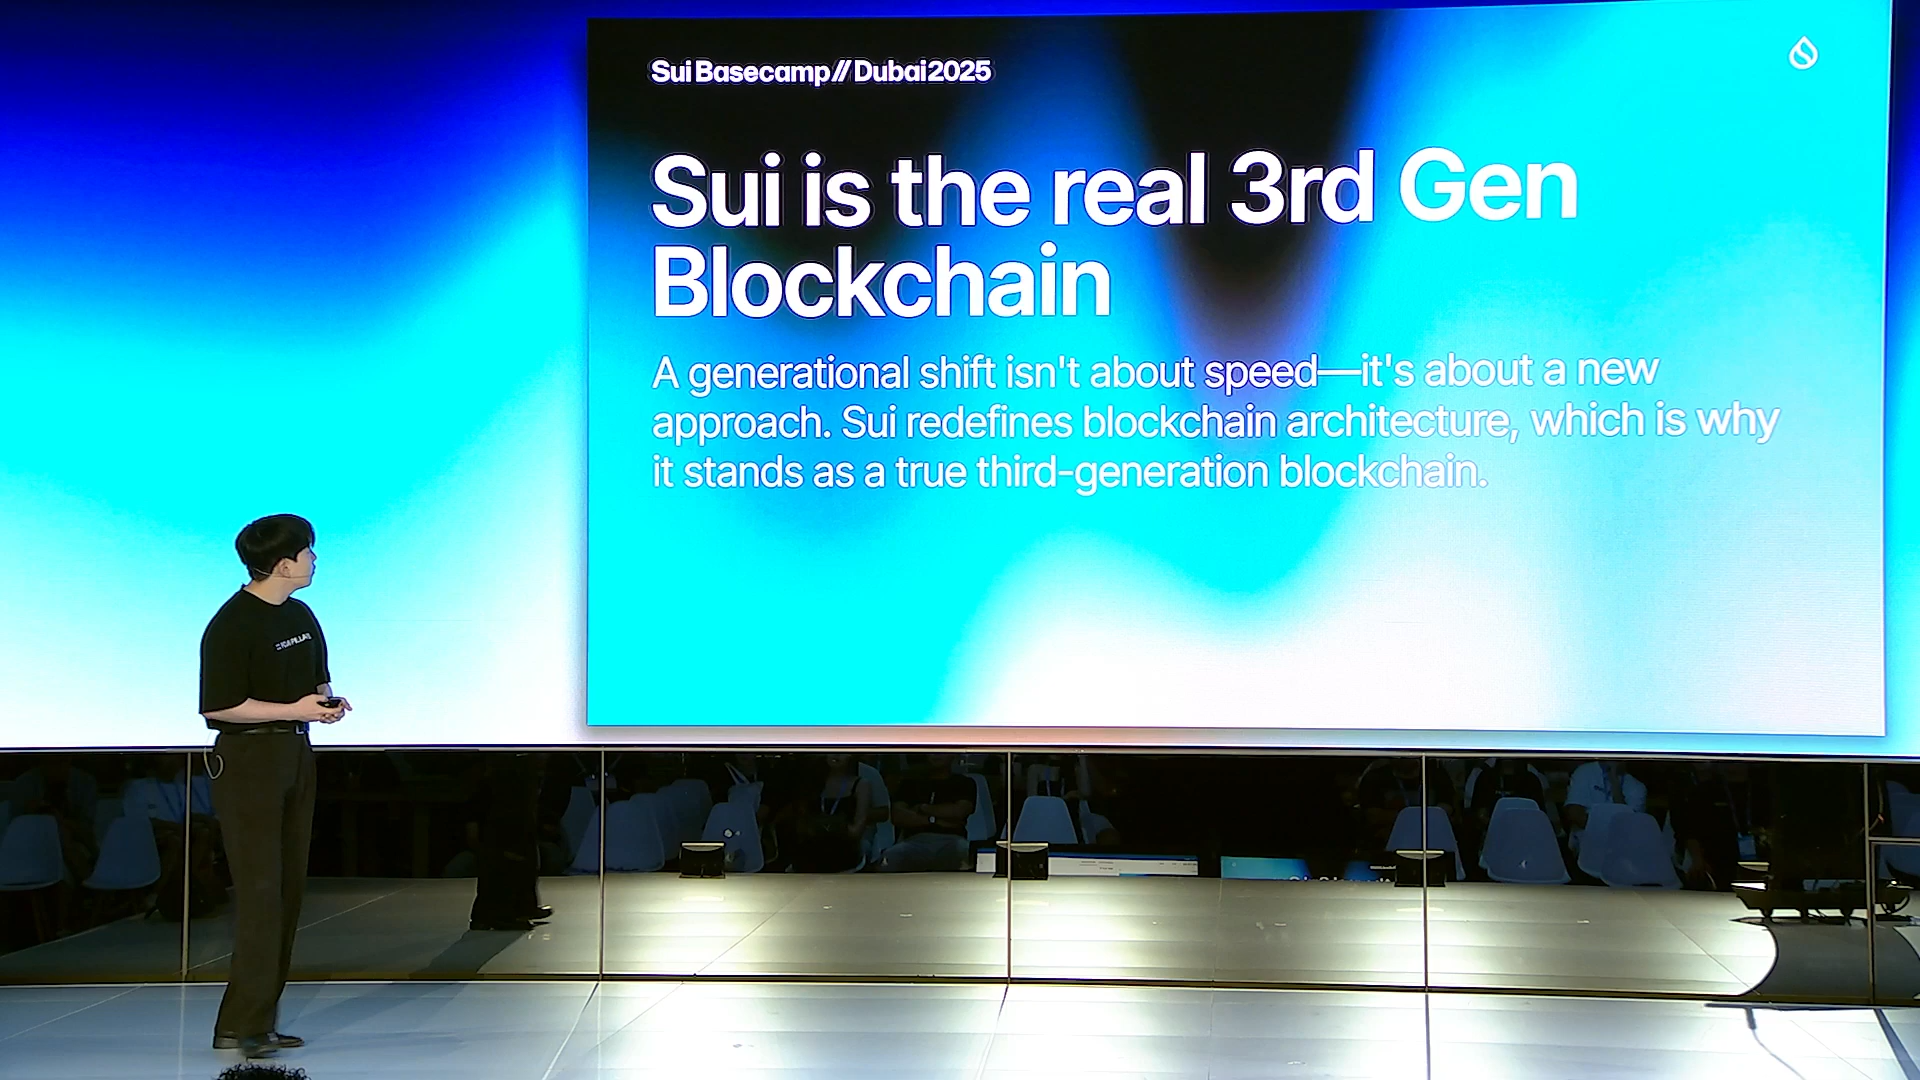 Sui Basecamp//Dubai2025
Sui is the real 3rd Gen
Blockchain
A generational shift isn't about speed—it's about a new
approach. Sui redefines blockchain architecture, which is why
it stands as a true third-generation blockchain.